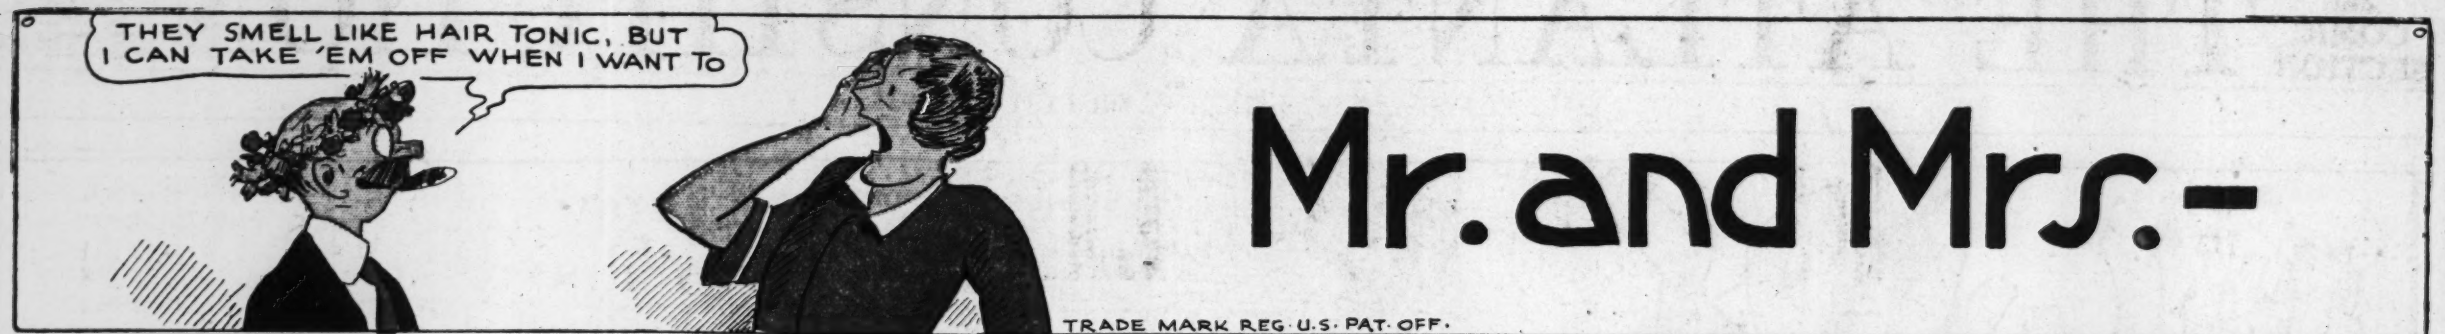 THEY SMELL LIKE HAIR TONIC, BUT
I CAN TAKE 'EM OFF WHEN I WANT TO
Mr. and Mrs.-
TRADE MARK REG. U.S. PAT. OFF.